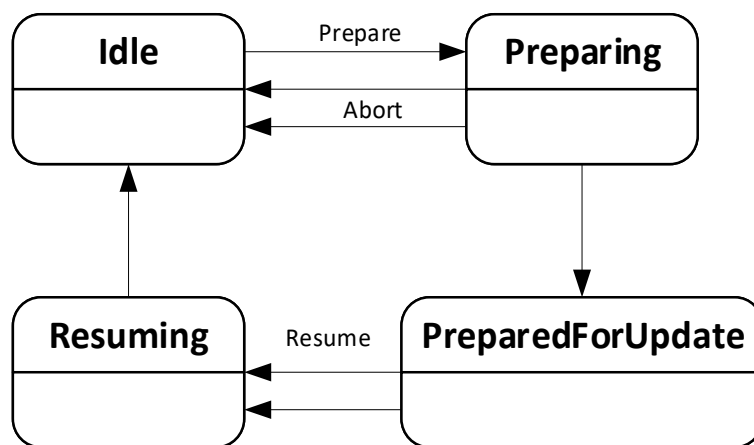 Idle
Prepare
Preparing
Abort
Resuming
Resume
PreparedForUpdate